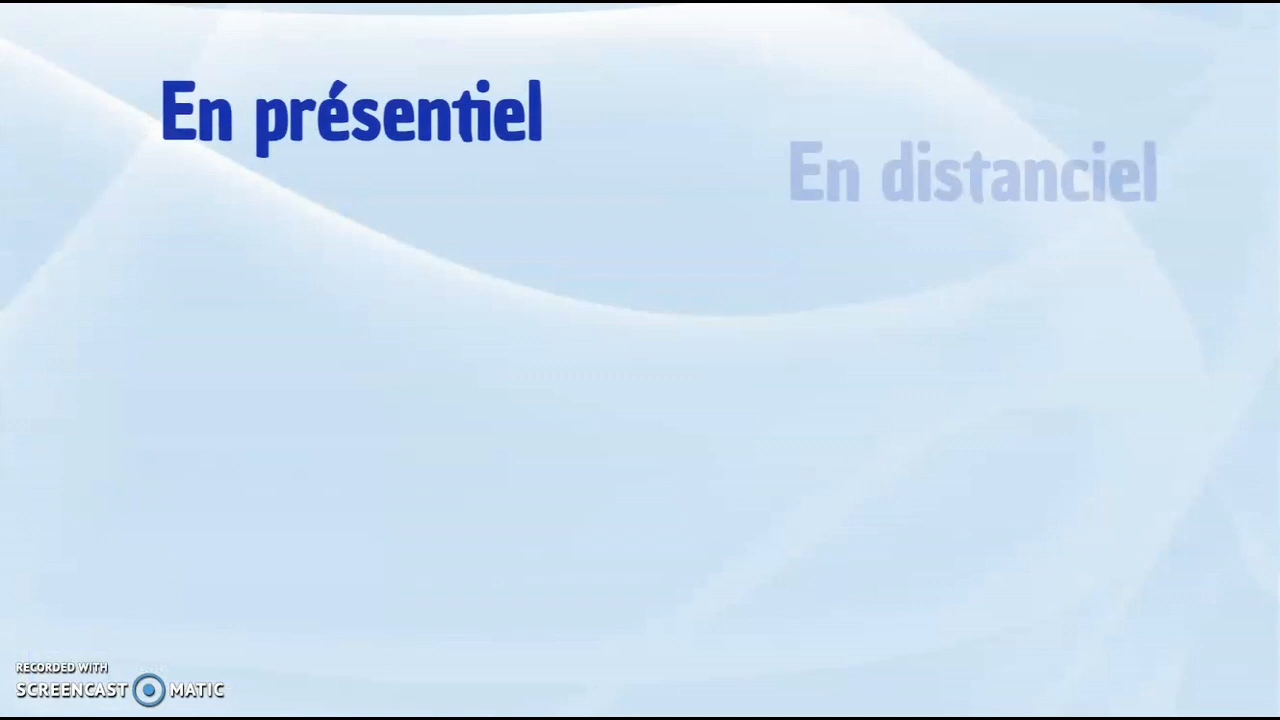 En présentiel
En distanciel
RECORDED WITH
SCREENCAST MATIC